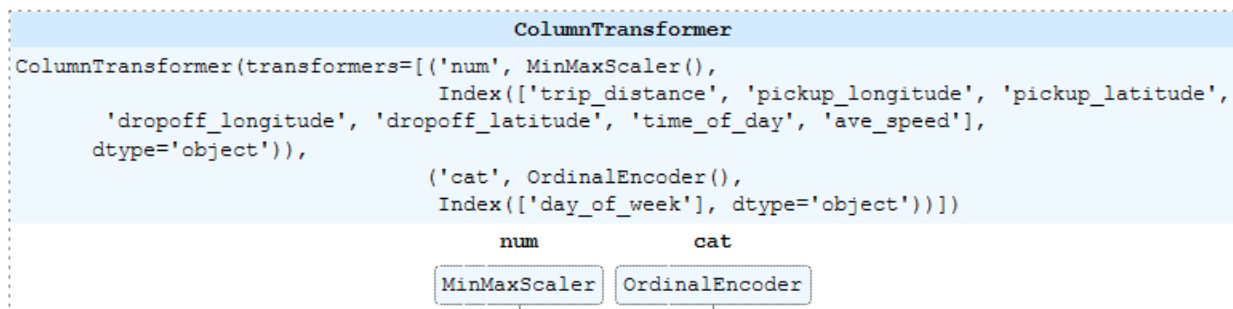 ColumnTransformer
ColumnTransformer(transformers=[('num', MinMaxScaler(),
Index(['trip_distance', 'pickup_longitude', 'pickup_latitude',
'dropoff_longitude', 'dropoff_latitude', 'time_of_day', 'ave_speed'],
dtype='object')),
('cat', OrdinalEncoder(),
Index(['day_of_week'], dtype='object'))])
num cat
MinMaxScaler OrdinalEncoder